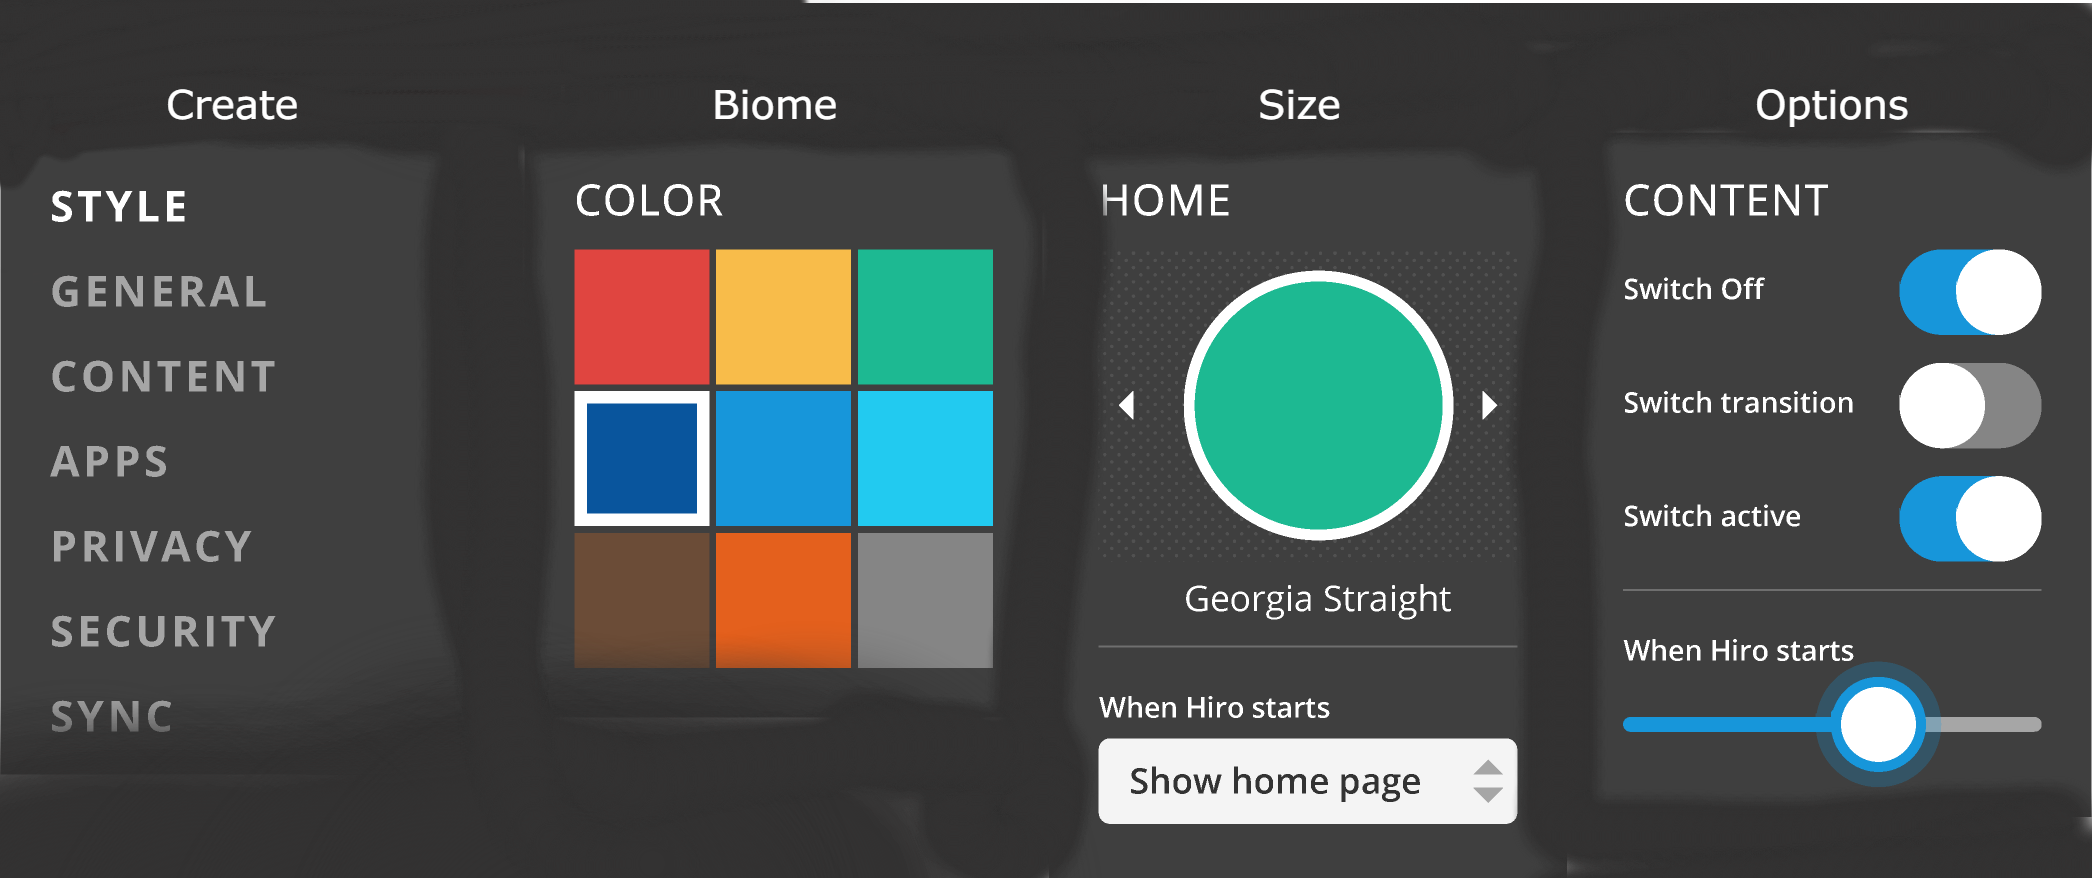 Create
Biome
Size
Options
STYLE
GENERAL
CONTENT
APPS
PRIVACY
SECURITY
SYNC
COLOR
HOME
Georgia Straight
When Hiro starts
Show home page
CONTENT
Switch Off
Switch transition
Switch active
When Hiro starts